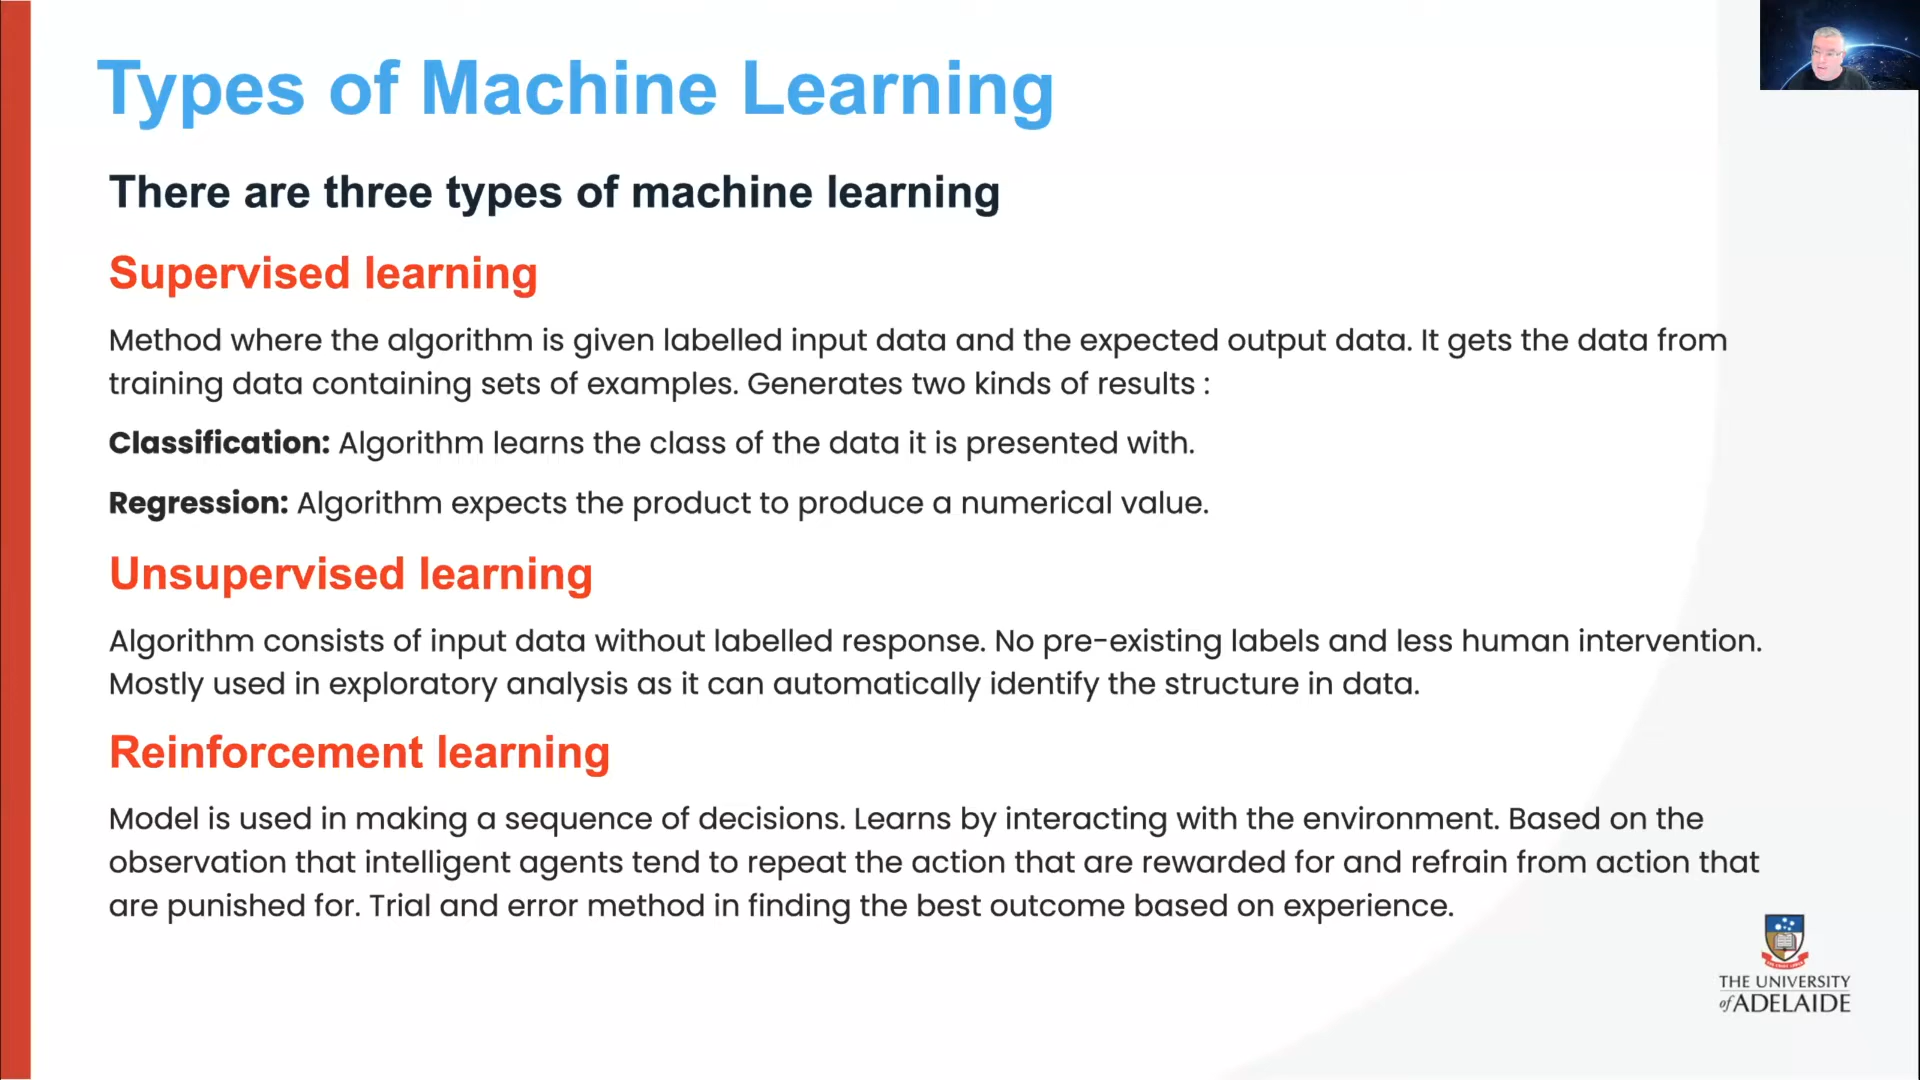 Types of Machine Learning
There are three types of machine learning
Supervised learning
Method where the algorithm is given labelled input data and the expected output data. It gets the data from
training data containing sets of examples. Generates two kinds of results :
Classification: Algorithm learns the class of the data it is presented with.
Regression: Algorithm expects the product to produce a numerical value.
Unsupervised learning
Algorithm consists of input data without labelled response. No pre-existing labels and less human intervention.
Mostly used in exploratory analysis as it can automatically identify the structure in data.
Reinforcement learning
Model is used in making a sequence of decisions. Learns by interacting with the environment. Based on the
observation that intelligent agents tend to repeat the action that are rewarded for and refrain from action that
are punished for. Trial and error method in finding the best outcome based on experience.
THE UNIVERSITY
of ADELAIDE